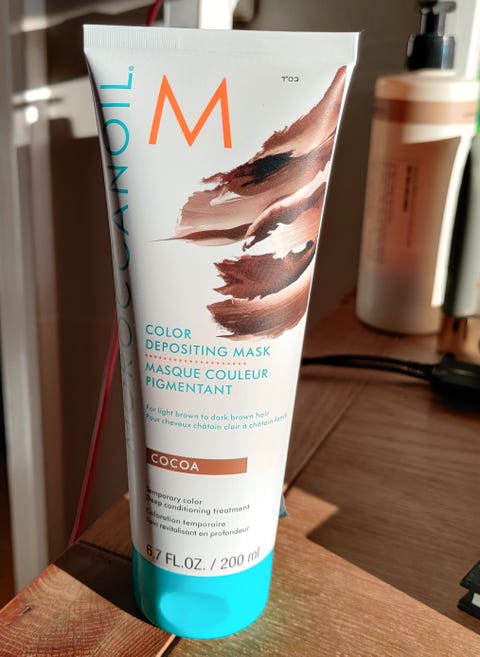 MOROCCANOIL®
M
בס"ד
COLOR
DEPOSITING MASK
MASQUE COULEUR
PIGMENTANT
For light brown to dark brown hair
Pour cheveux châtain clair à châtain foncé
COCOA
Temporary color
Deep conditioning treatment
Coloration temporaire
Soin revitalisant en profondeur
6.7 FL.OZ. / 200 ml